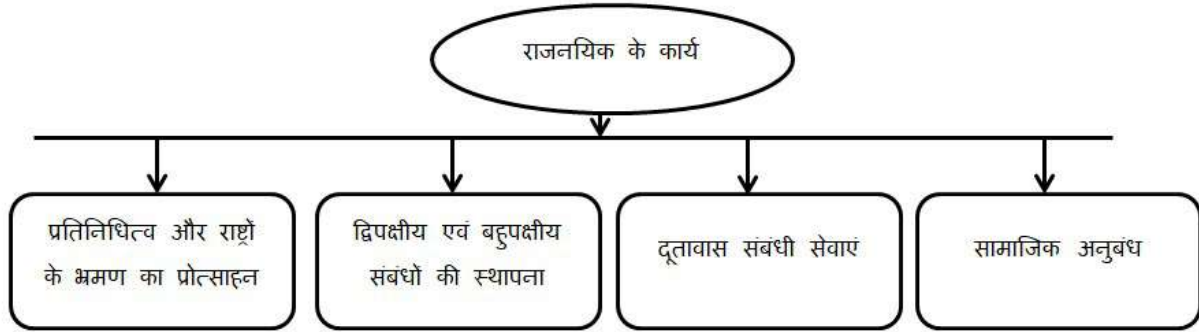 राजनयिक के कार्य
प्रतिनिधित्व और राष्ट्रों
के भ्रमण का प्रोत्साहन
द्विपक्षीय एवं बहुपक्षीय
संबंधों की स्थापना
दूतावास संबंधी सेवाएं
सामाजिक अनुबंध